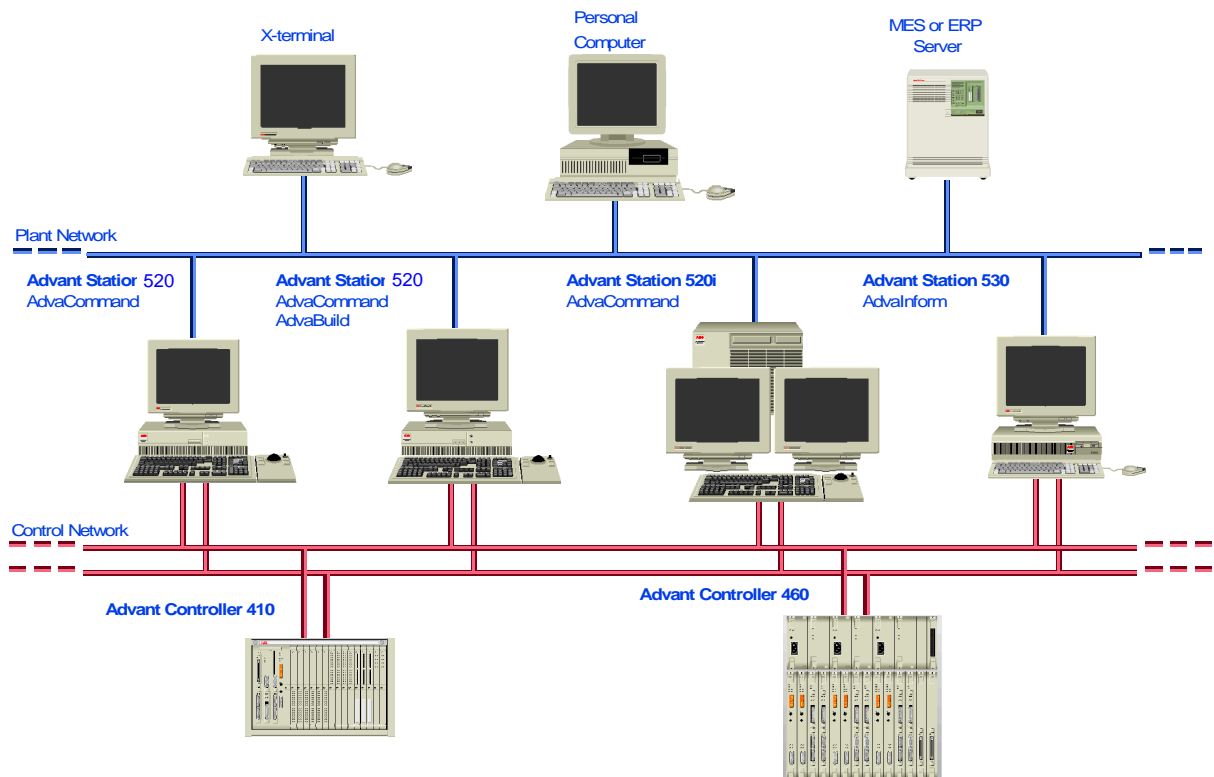 X-terminal
Personal
Computer
MES or ERP
Server
Plant Network
Advant Station 520
AdvaCommand
Advant Station 520
AdvaCommand
AdvaBuild
Advant Station 520i
AdvaCommand
Advant Station 530
AdvaInform
Control Network
Advant Controller 410
Advant Controller 460